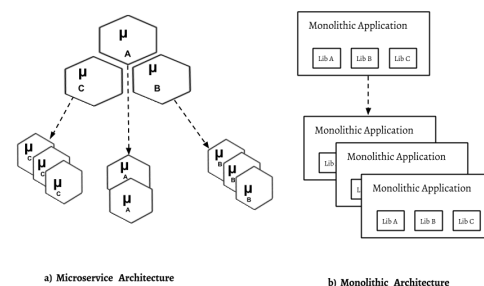 μ
A
μ
C
μ
B
μ
C
μ
C
μ
C
μ
A
μ
A
μ
B
μ
B
μ
B
a) Microservice Architecture
Monolithic Application
Lib A Lib B Lib C
Monolithic Application
Lib
Monolithic Application
L
Monolithic Application
Lib A Lib B Lib C
b) Monolithic Architecture